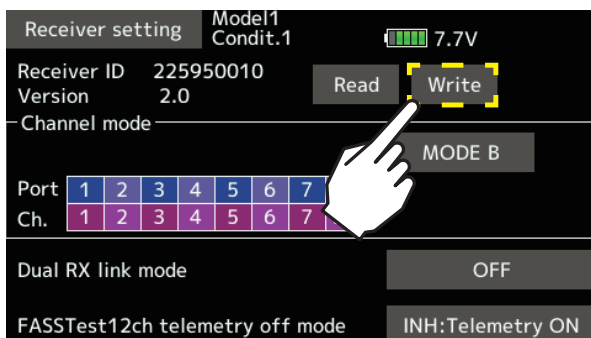 Receiver setting Model1
Condit.1 7.7V
Receiver ID 225950010
Version 2.0
Read Write
Channel mode
MODE B
Port 1 2 3 4 5 6 7
Ch. 1 2 3 4 5 6 7
Dual RX link mode OFF
FASSTest12ch telemetry off mode INH:Telemetry ON